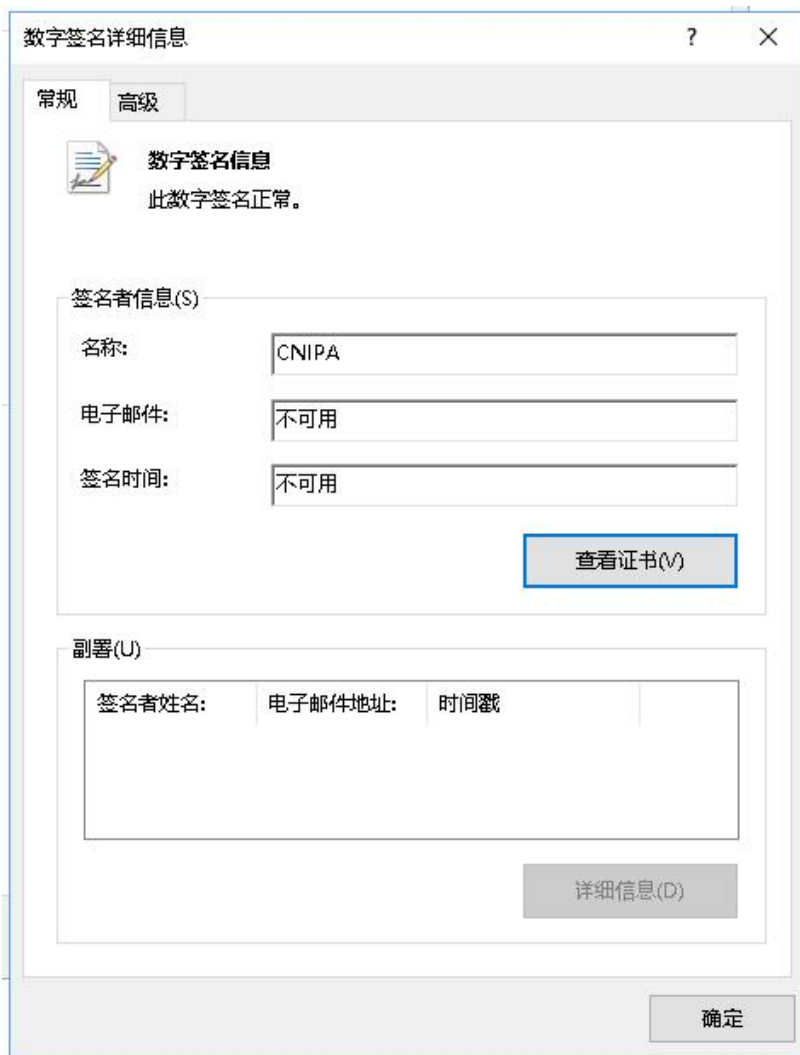 数字签名详细信息
常规
高级
数字签名信息
此数字签名正常。
签名者信息(S)
名称:
CNIPA
电子邮件:
不可用
签名时间:
不可用
查看证书(V)
副署(U)
签名者姓名:
电子邮件地址:
时间戳
详细信息(D)
确定